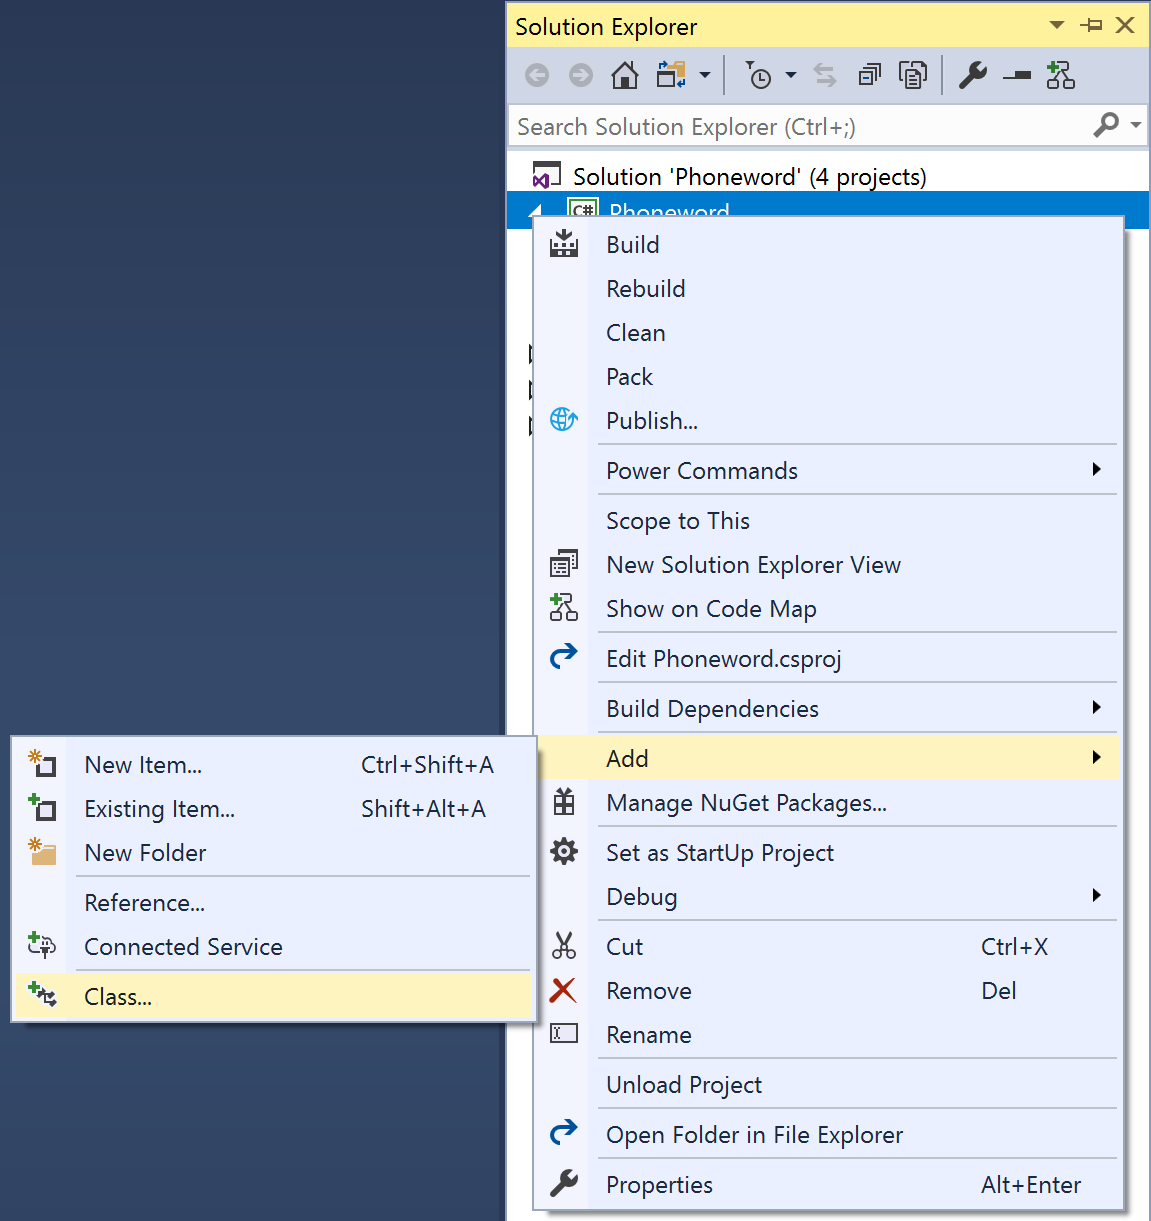 Solution Explorer
Search Solution Explorer (Ctrl+;)
Solution 'Phoneword' (4 projects)
C# Phoneword
Build
Rebuild
Clean
Pack
Publish...
Power Commands
Scope to This
New Solution Explorer View
Show on Code Map
Edit Phoneword.csproj
Build Dependencies
Add
Manage NuGet Packages...
Set as StartUp Project
Debug
Cut Ctrl+X
Remove Del
Rename
Unload Project
Open Folder in File Explorer
Properties Alt+Enter
New Item... Ctrl+Shift+A
Existing Item... Shift+Alt+A
New Folder
Reference...
Connected Service
Class...